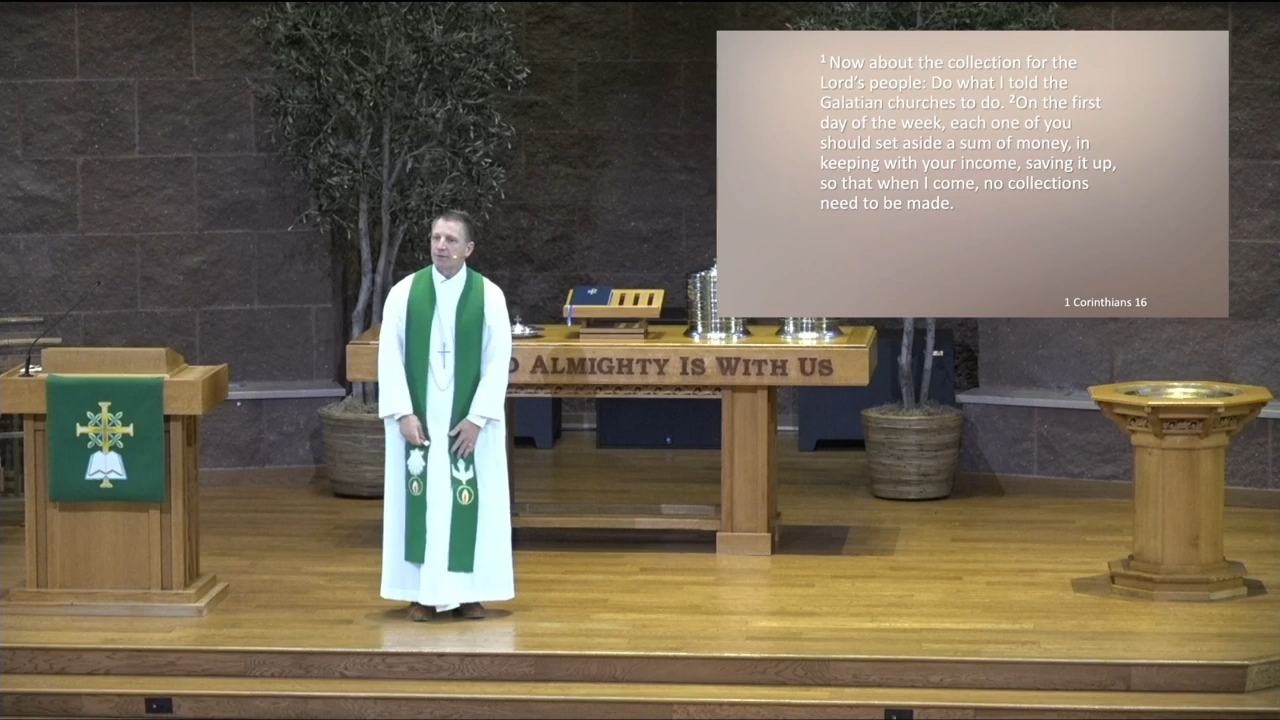 ¹ Now about the collection for the
Lord's people: Do what I told the
Galatian churches to do. ²On the first
day of the week, each one of you
should set aside a sum of money, in
keeping with your income, saving it up,
so that when I come, no collections
need to be made.
1 Corinthians 16
ALMIGHTY IS WITH US